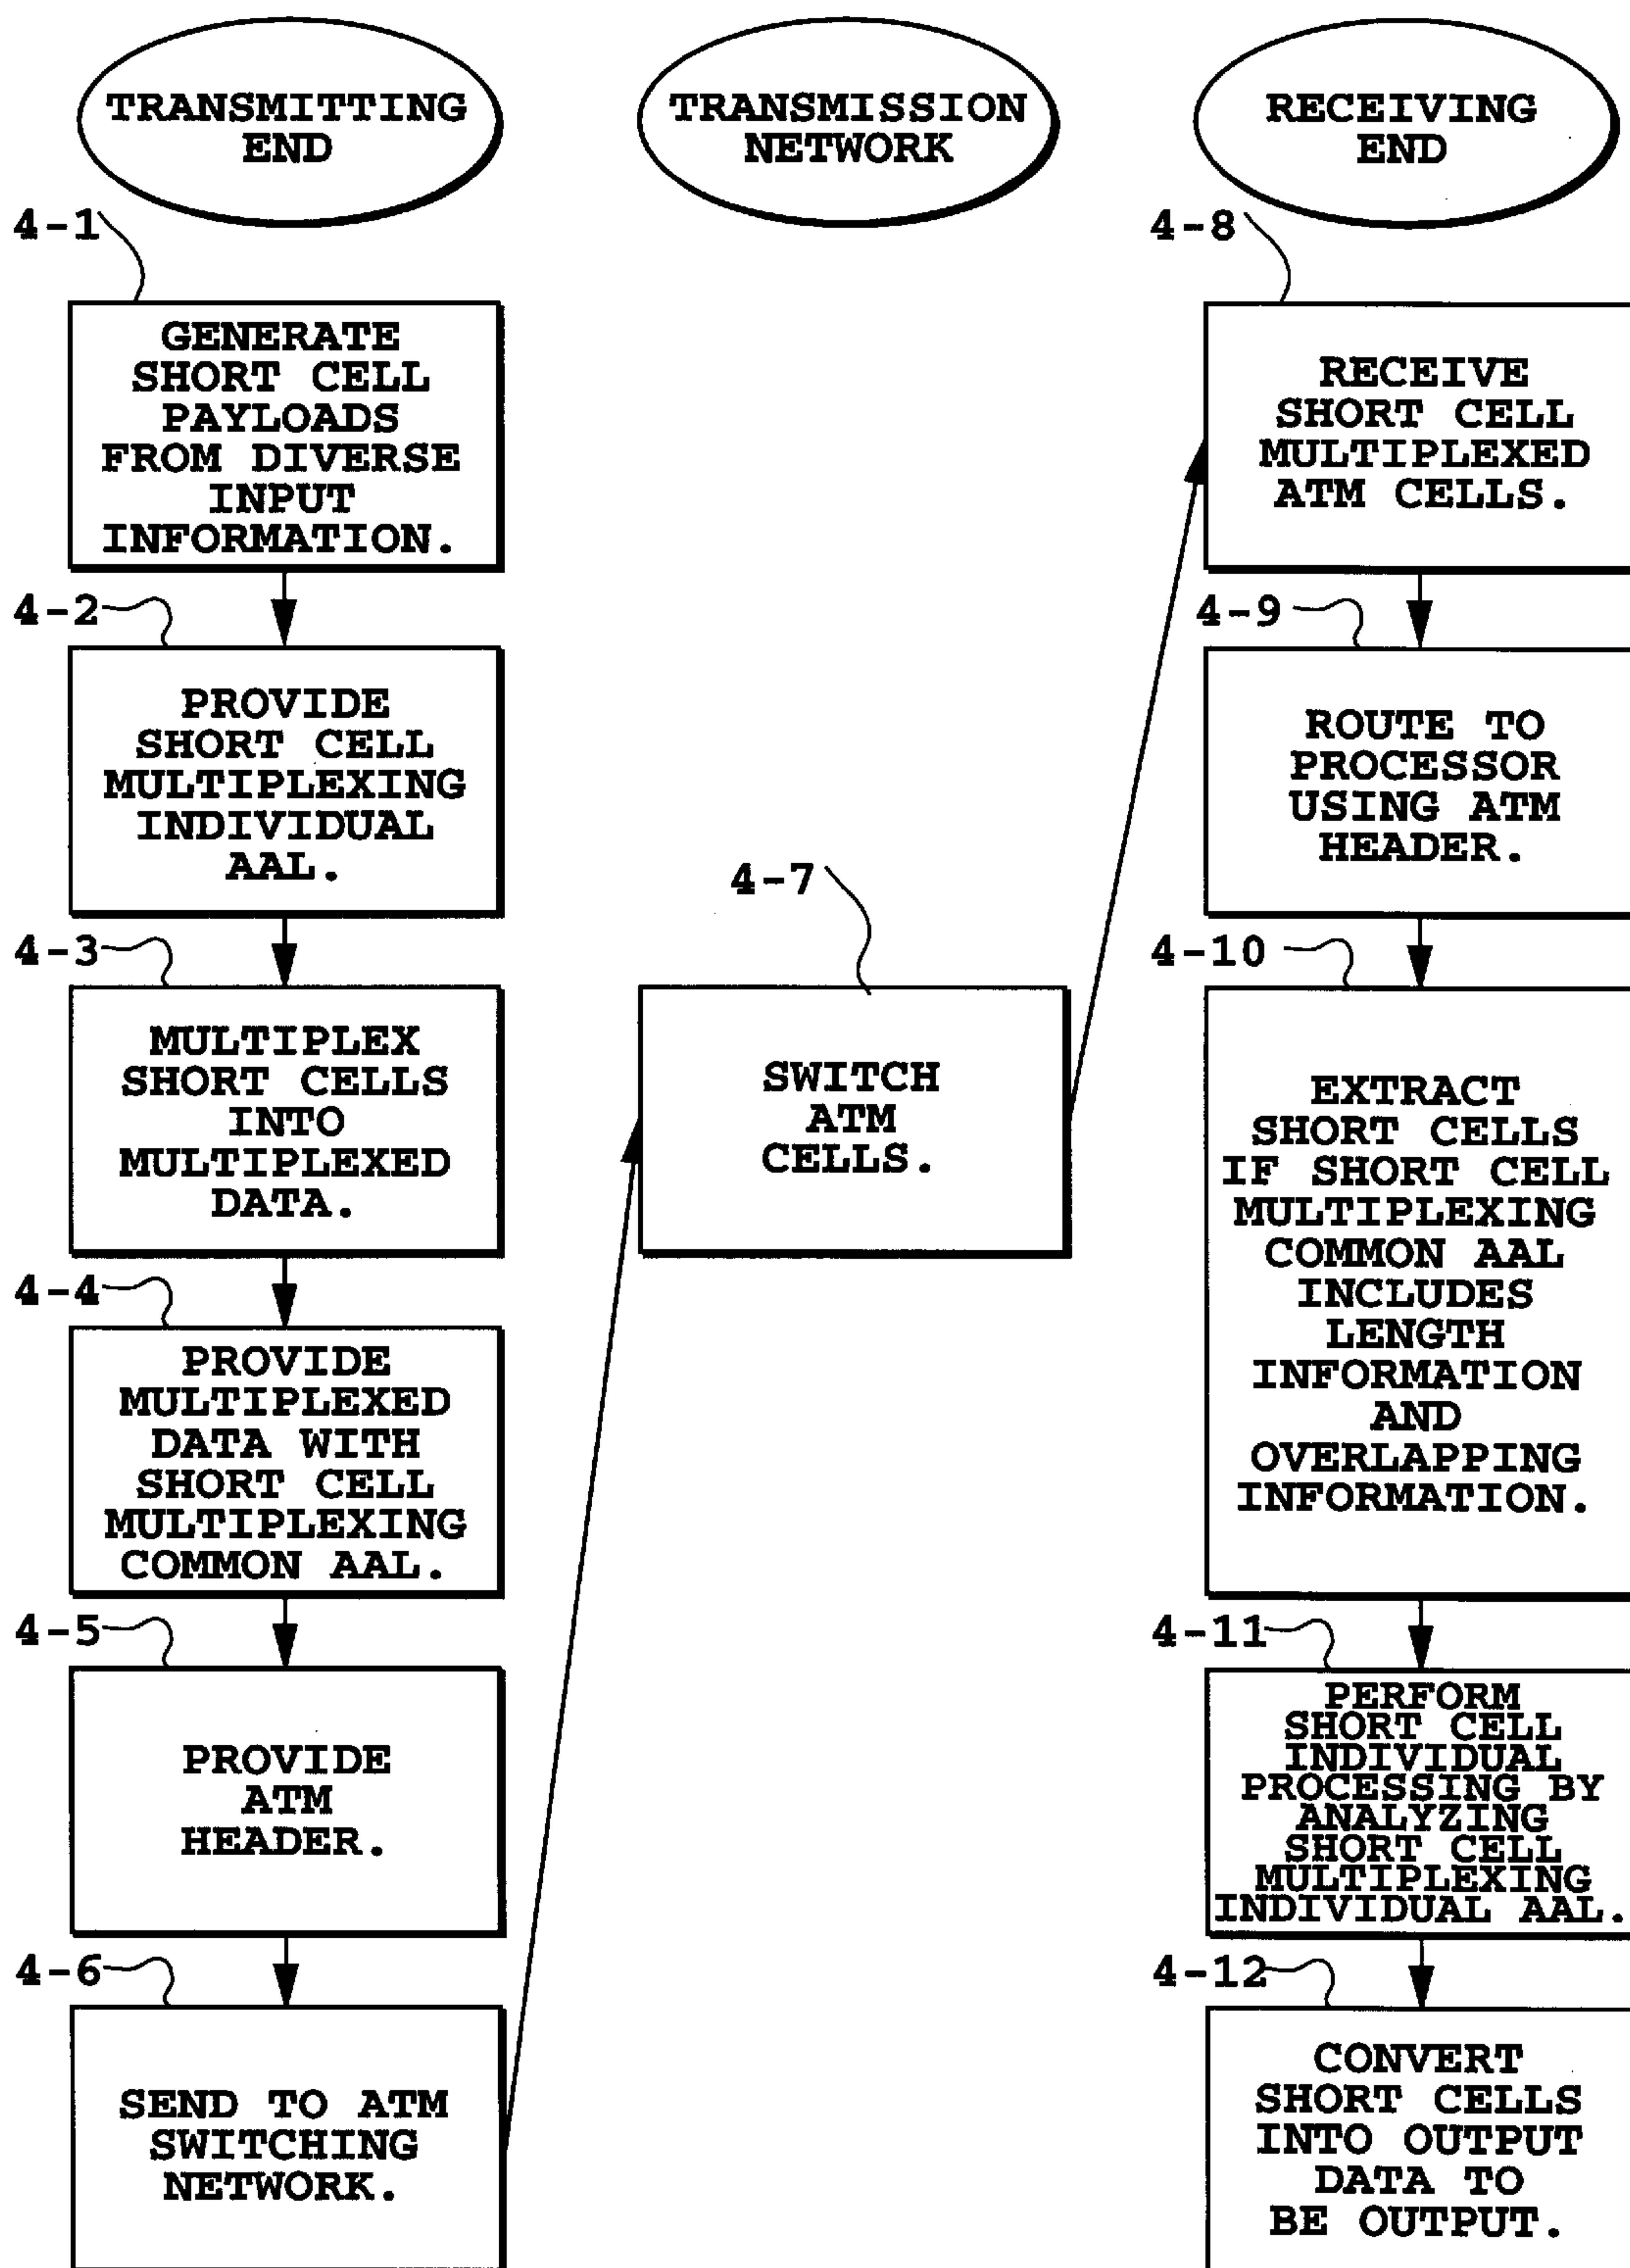 TRANSMITTING
END
4-1
GENERATE
SHORT CELL
PAYLOADS
FROM DIVERSE
INPUT
INFORMATION.
4-2
PROVIDE
SHORT CELL
MULTIPLEXING
INDIVIDUAL
AAL.
4-3
MULTIPLEX
SHORT CELLS
INTO
MULTIPLEXED
DATA.
4-4
PROVIDE
MULTIPLEXED
DATA WITH
SHORT CELL
MULTIPLEXING
COMMON AAL.
4-5
PROVIDE
ATM
HEADER.
4-6
SEND TO ATM
SWITCHING
NETWORK.
TRANSMISSION
NETWORK
4-7
SWITCH
ATM
CELLS.
RECEIVING
END
4-8
RECEIVE
SHORT CELL
MULTIPLEXED
ATM CELLS.
4-9
ROUTE TO
PROCESSOR
USING ATM
HEADER.
4-10
EXTRACT
SHORT CELLS
IF SHORT CELL
MULTIPLEXING
COMMON AAL
INCLUDES
LENGTH
INFORMATION
AND
OVERLAPPING
INFORMATION.
4-11
PERFORM
SHORT CELL
INDIVIDUAL
PROCESSING BY
ANALYZING
SHORT CELL
MULTIPLEXING
INDIVIDUAL AAL.
4-12
CONVERT
SHORT CELLS
INTO OUTPUT
DATA TO
BE OUTPUT.